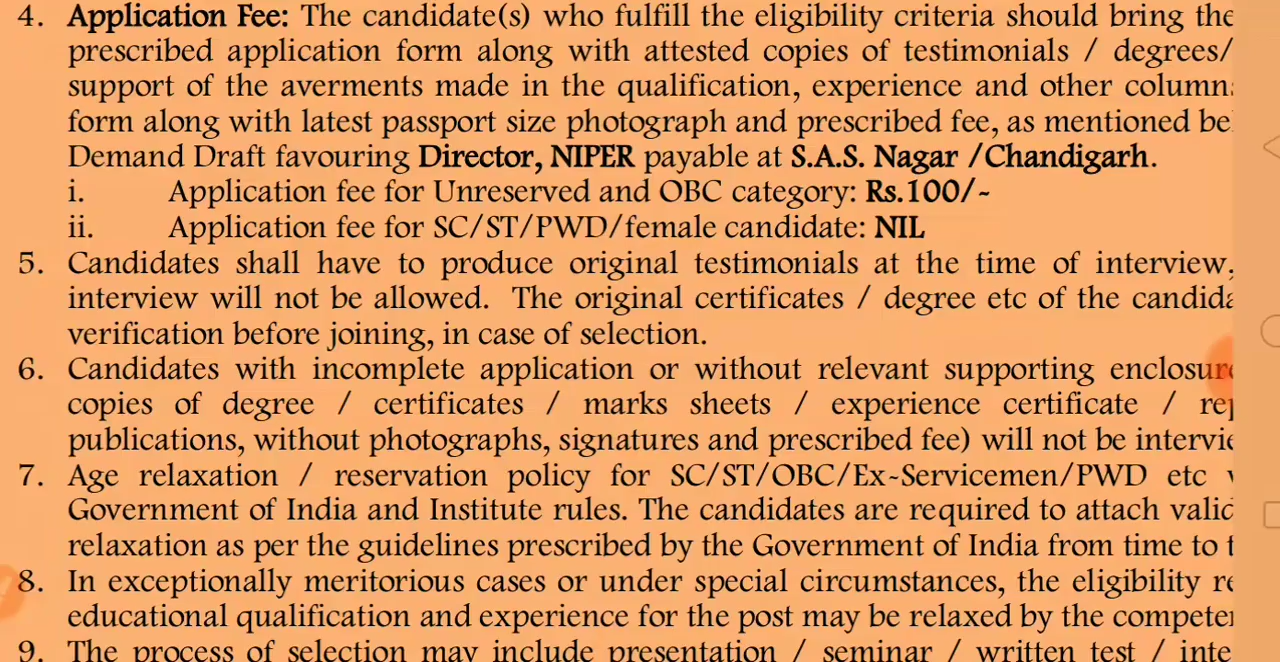 4. Application Fee: The candidate(s) who fulfill the eligibility criteria should bring the
prescribed application form along with attested copies of testimonials / degrees/
support of the averments made in the qualification, experience and other column
form along with latest passport size photograph and prescribed fee, as mentioned be
Demand Draft favouring Director, NIPER payable at S.A.S. Nagar /Chandigarh.
i. Application fee for Unreserved and OBC category: Rs.100/-
ii. Application fee for SC/ST/PWD/female candidate: NIL
5. Candidates shall have to produce original testimonials at the time of interview,
interview will not be allowed. The original certificates / degree etc of the candida
verification before joining, in case of selection.
6. Candidates with incomplete application or without relevant supporting enclosure
copies of degree / certificates / marks sheets / experience certificate / re
publications, without photographs, signatures and prescribed fee) will not be intervie
7. Age relaxation / reservation policy for SC/ST/OBC/Ex-Servicemen/PWD etc
Government of India and Institute rules. The candidates are required to attach valid
relaxation as per the guidelines prescribed by the Government of India from time to t
8. In exceptionally meritorious cases or under special circumstances, the eligibility re
educational qualification and experience for the post may be relaxed by the competen
9. The process of selection may include presentation / seminar / written test / inte